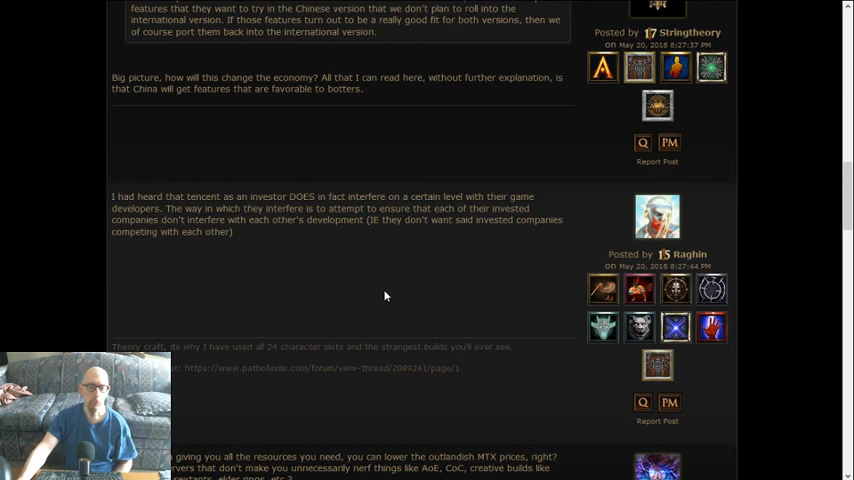 features that they want to try in the Chinese version that we don't plan to roll into the
international version. If those features turn out to be a really good fit for both versions, then we
of course port them back into the international version.
Posted by 17 Stringtheory
on May 20, 2018 8:27:37 PM
Big picture, how will this change the economy? All that I can read here, without further explanation, is
that China will get features that are favorable to botters.
Q PM
Report Post
I had heard that tencent as an investor DOES in fact interfere on a certain level with their game
developers. The way in which they interfere is to attempt to ensure that each of their invested
companies don't interfere with each other's development (IE they don't want said invested companies
competing with each other)
Posted by 15 Raghin
on May 20, 2018 8:27:44 PM
Theory craft, its why I have used all 24 character slots and the strangest builds you'll ever see.
https://www.pathofexile.com/forum/view-thread/2089241/page/1
Q PM
Report Post
giving you all the resources you need, you can lower the outlandish MTX prices, right?
that don't make you unnecessarily nerf things like AoE, CoC, creative builds like
elder rings, etc.?